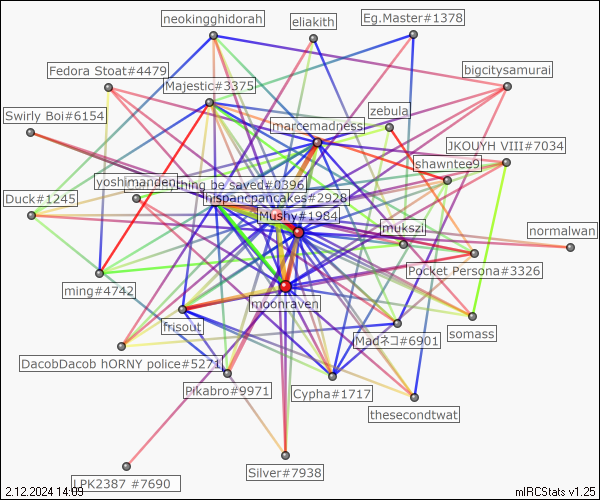 neokingghidorah
eliakith
Eg.Master#1378
Fedora Stoat#4479
Majestic#3375
bigcitysamurai
Swirly Boi#6154
zebula
marcemadness
JKOUYH VIII#7034
shawntee9
yoshimanden
thing be saved#0396
Duck#1245
hispancpancakes#2928
Mushy#1984
mukszi
normalwan
Pocket Persona#3326
ming#4742
moonraven
frisout
somass
Madネコ#6901
DacobDacob hORNY police#5271
Pikabro#9971
Cypha#1717
thesecondtwat
Silver#7938
LPK2387 #7690
2.12.2024 14:09
mIRCStats v1.25